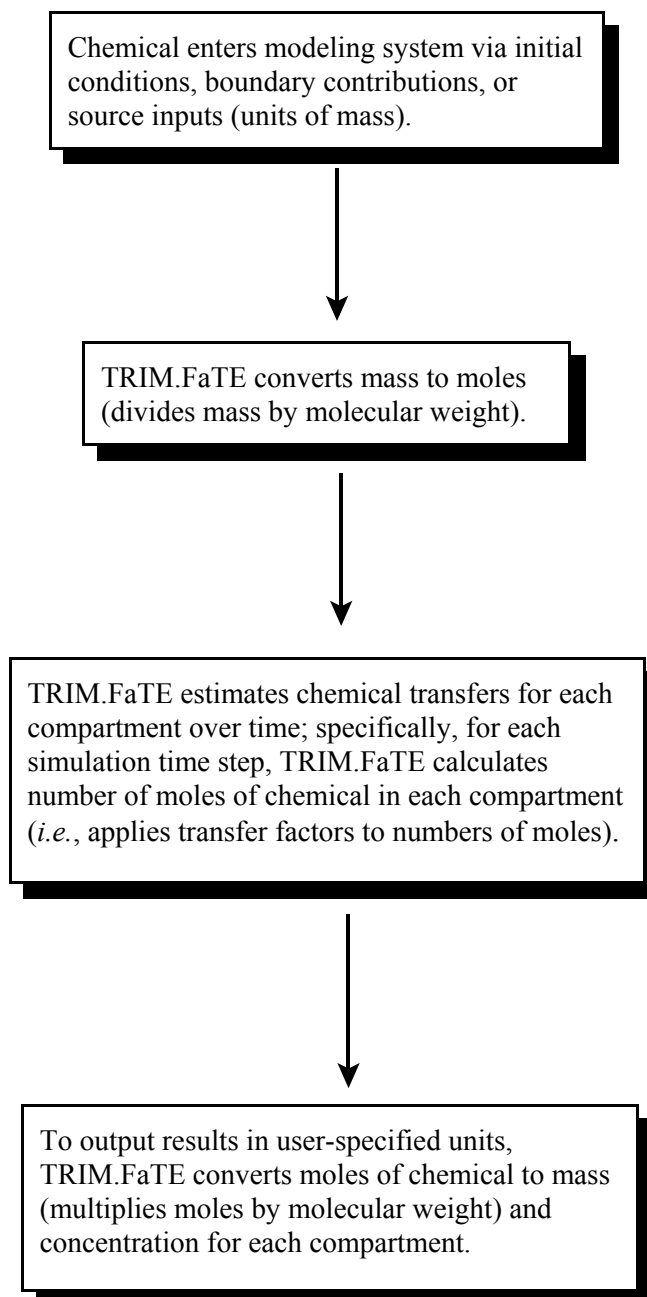 Chemical enters modeling system via initial
conditions, boundary contributions, or
source inputs (units of mass).
TRIM.FaTE converts mass to moles
(divides mass by molecular weight).
TRIM.FaTE estimates chemical transfers for each
compartment over time; specifically, for each
simulation time step, TRIM.FaTE calculates
number of moles of chemical in each compartment
(i.e., applies transfer factors to numbers of moles).
To output results in user-specified units,
TRIM.FaTE converts moles of chemical to mass
(multiplies moles by molecular weight) and
concentration for each compartment.